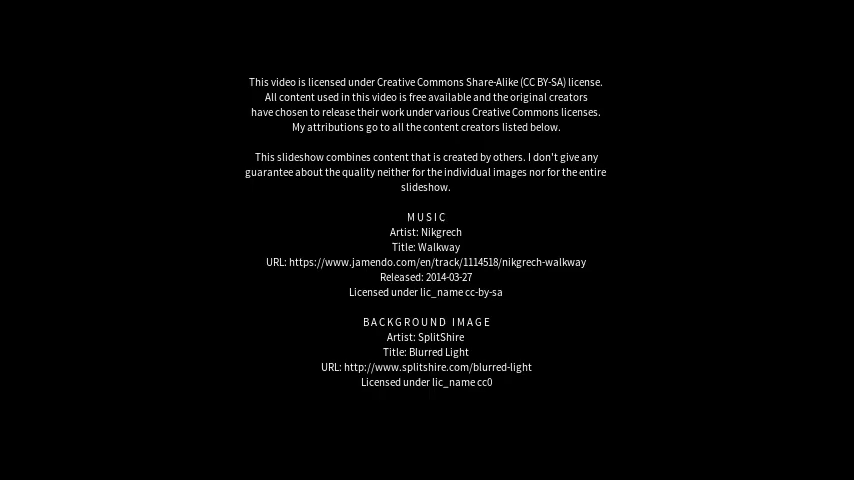 This video is licensed under Creative Commons Share-Alike (CC BY-SA) license.
All content used in this video is free available and the original creators
have chosen to release their work under various Creative Commons licenses.
My attributions go to all the content creators listed below.
This slideshow combines content that is created by others. I don't give any
guarantee about the quality neither for the individual images nor for the entire
slideshow.
MUSIC
Artist: Nikgrech
Title: Walkway
URL: https://www.jamendo.com/en/track/1114518/nikgrech-walkway
Released: 2014-03-27
Licensed under lic_name cc-by-sa
BACKGROUND IMAGE
Artist: SplitShire
Title: Blurred Light
URL: http://www.splitshire.com/blurred-light
Licensed under lic_name cc0